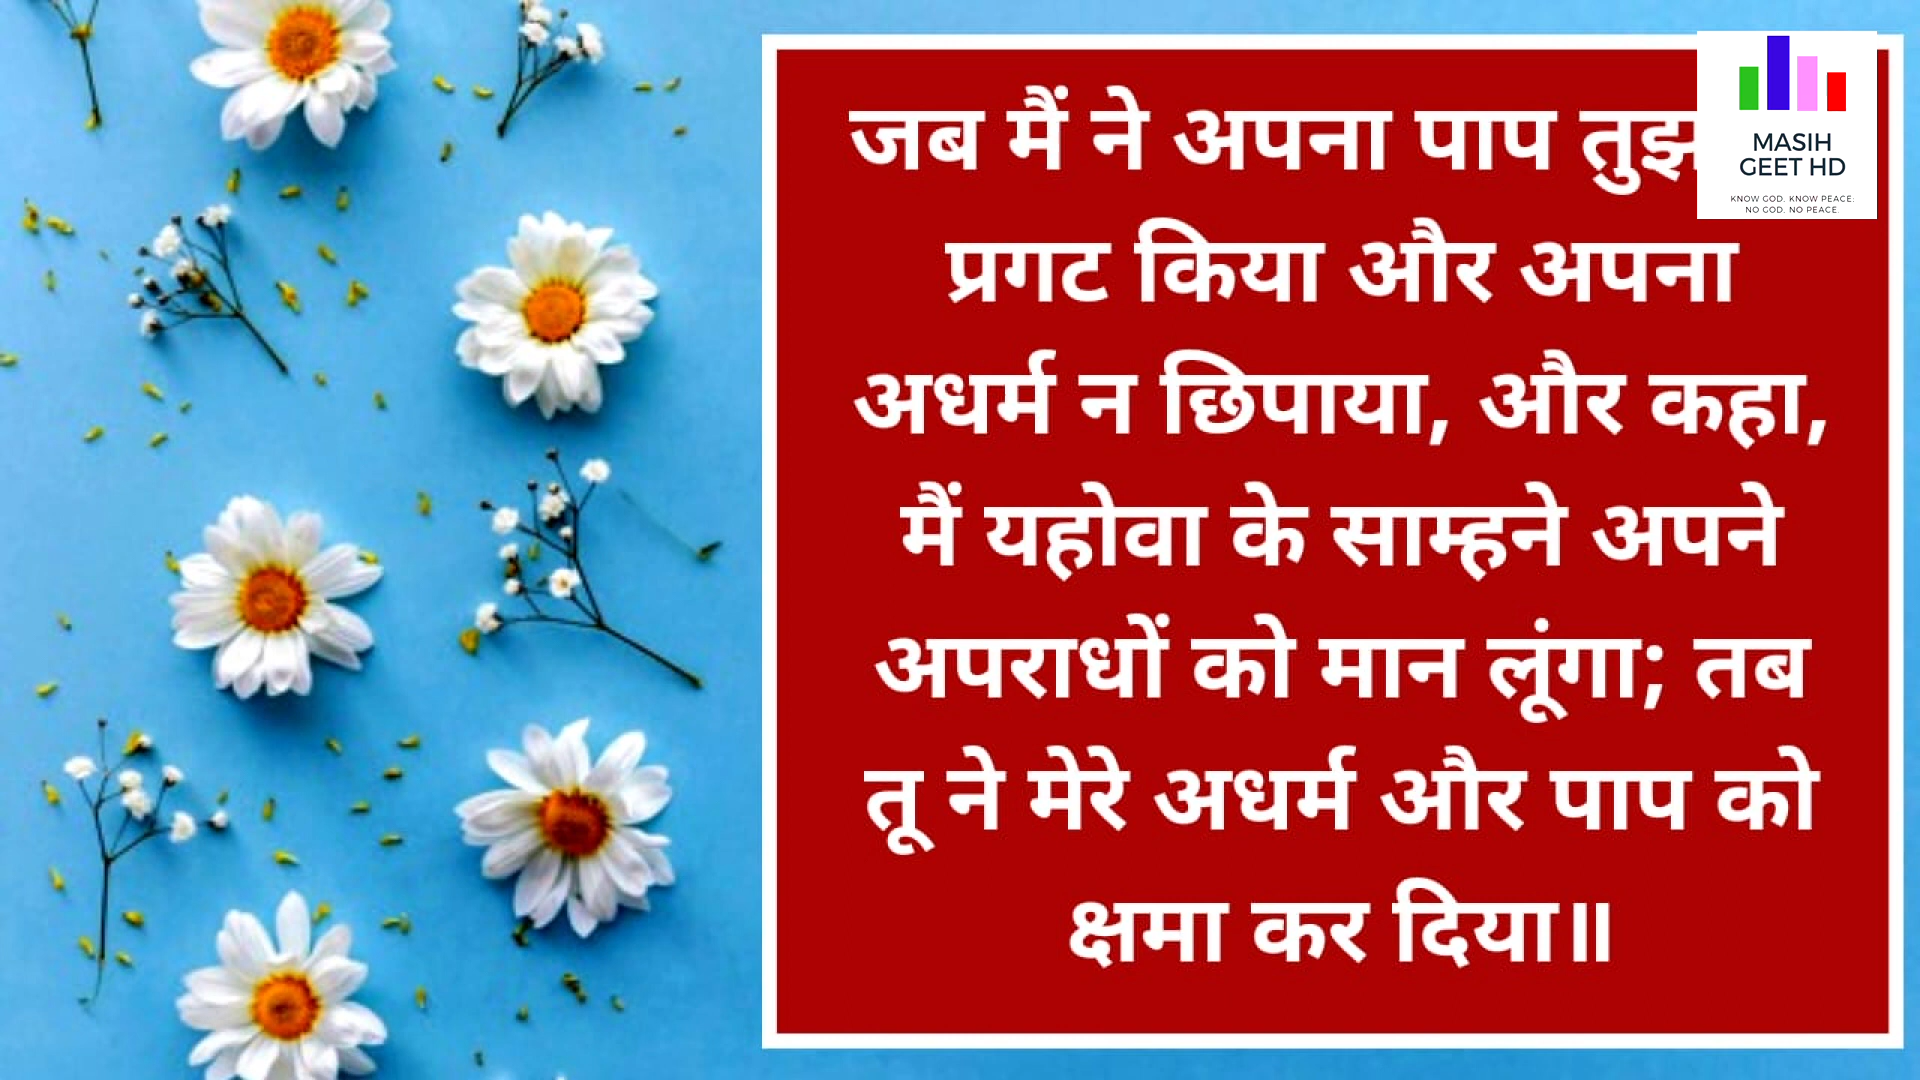 जब मैं ने अपना पाप तुझ
प्रगट किया और अपना
अधर्म न छिपाया, और कहा,
मैं यहोवा के साम्हने अपने
अपराधों को मान लूंगा; तब
तू ने मेरे अधर्म और पाप को
क्षमा कर दिया॥
MASIH
GEET HD
KNOW GOD, KNOW PEACE;
NO GOD, NO PEACE.